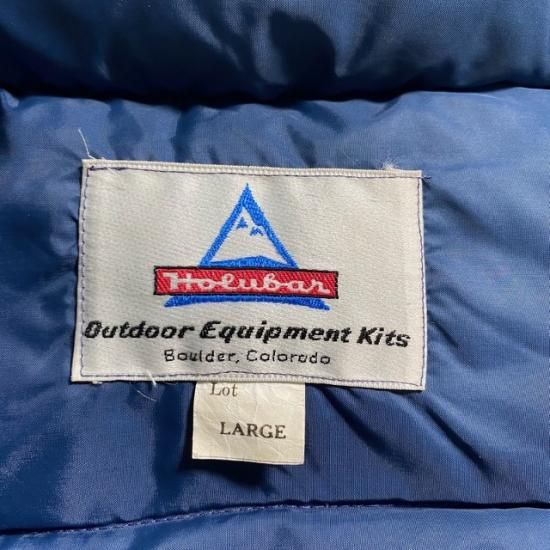 Holubar
Outdoor Equipment Kits
Boulder, Colorado
Lot
LARGE